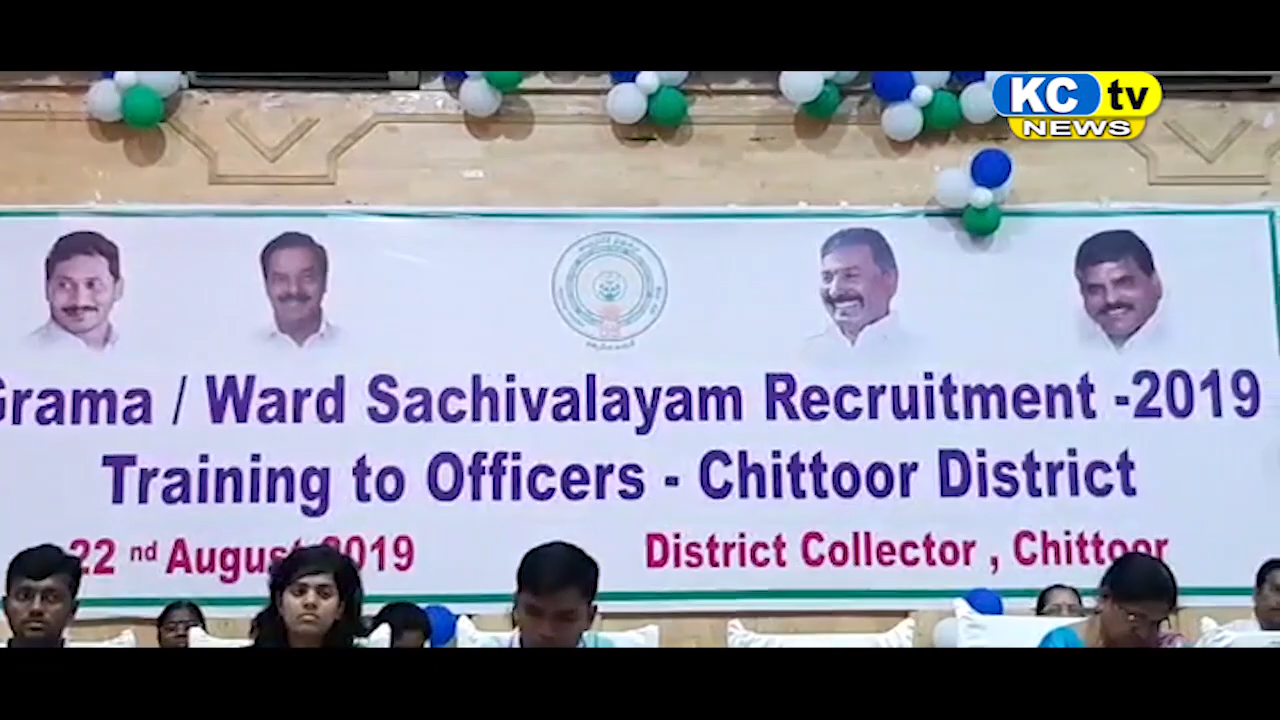 KC tv
NEWS
Grama / Ward Sachivalayam Recruitment -2019
Training to Officers - Chittoor District
22 nd August 2019
District Collector , Chittoor